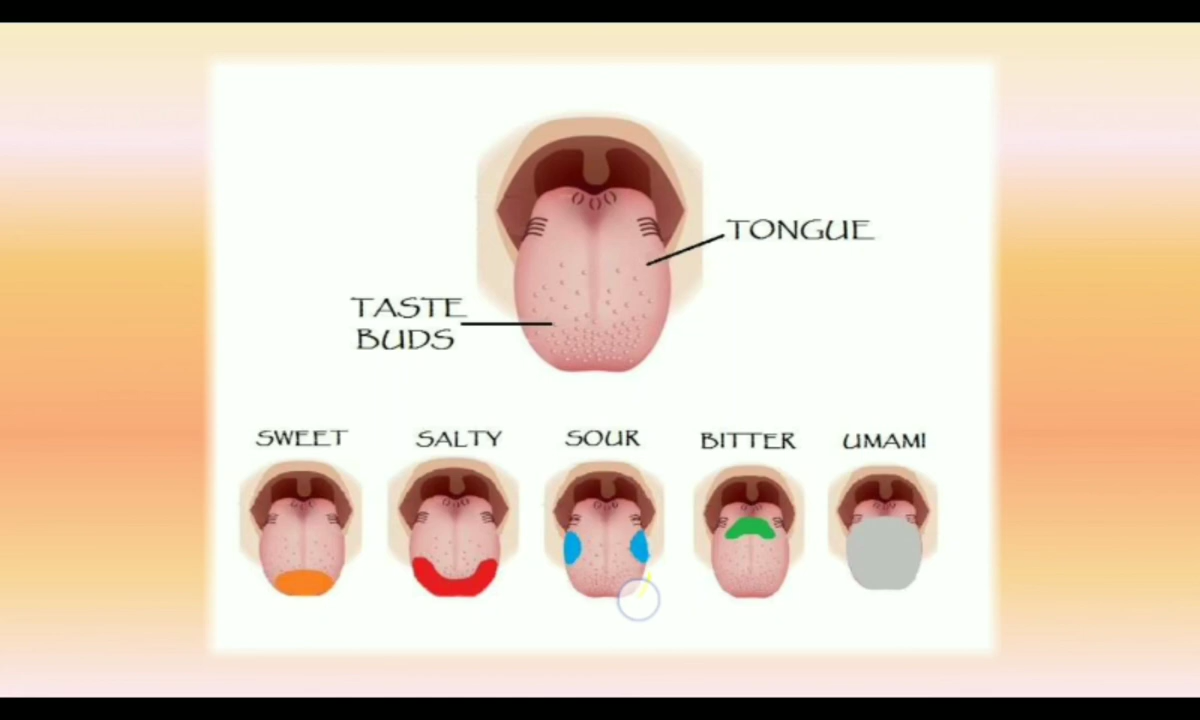 TONGUE
TASTE
BUDS
SWEET
SALTY
SOUR
BITTER
UMAMI